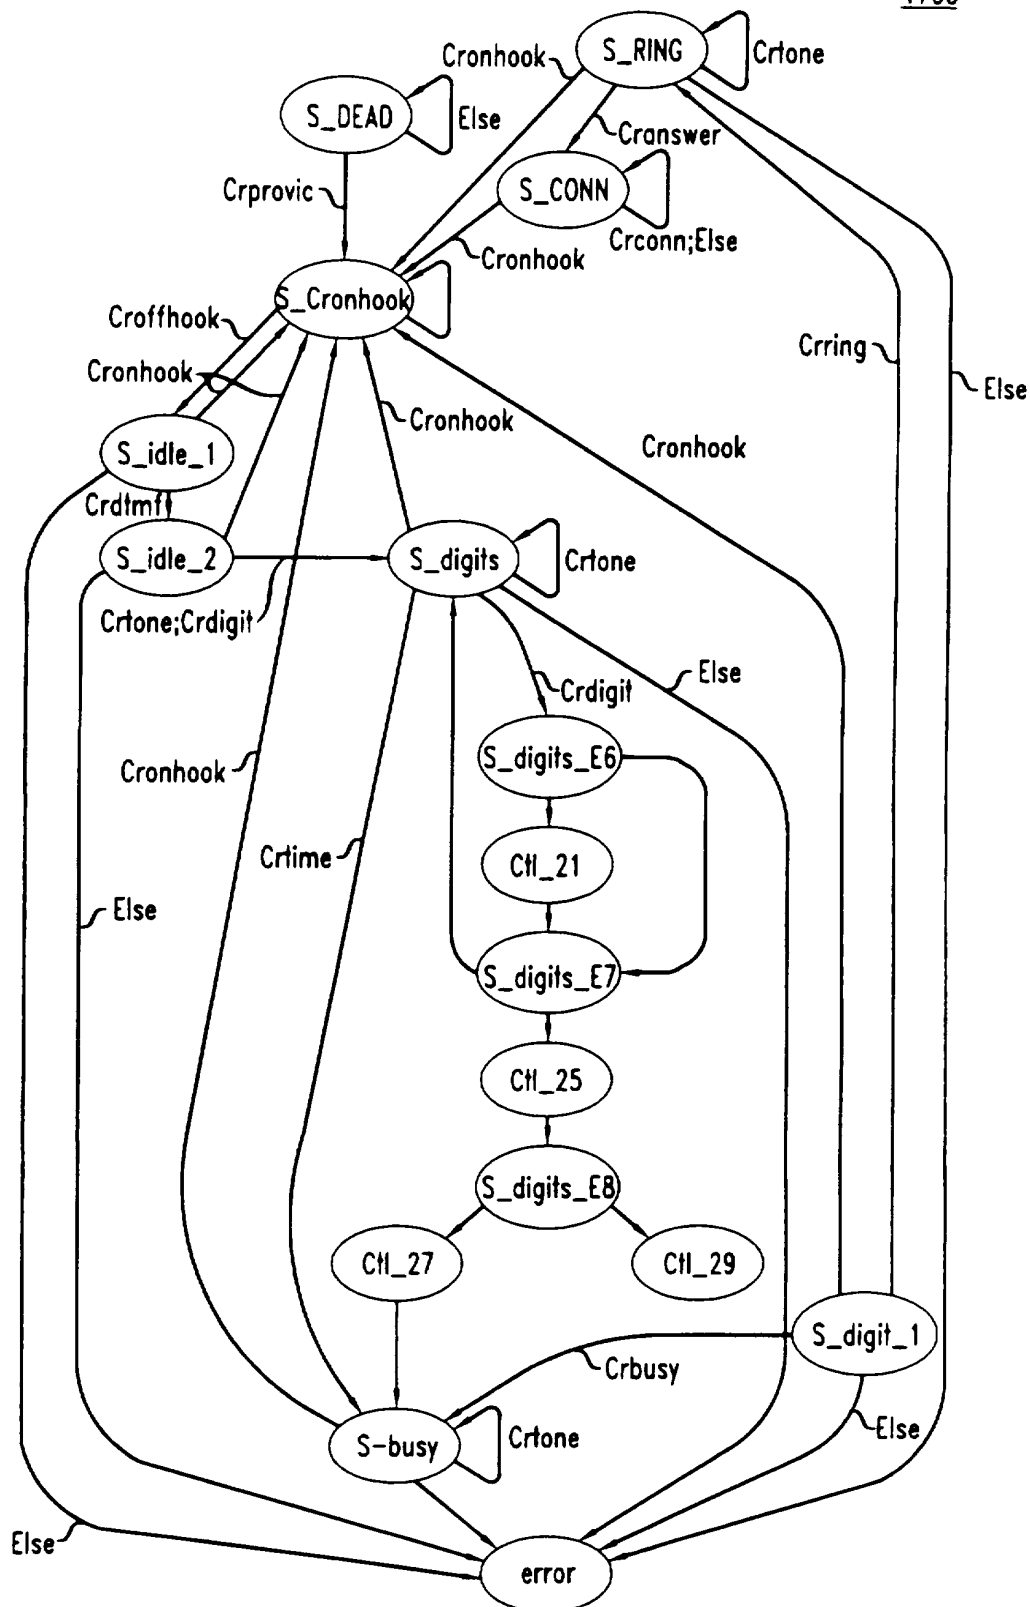 S_RING
Cronhook
Crtone
S_DEAD
Else
Cranswer
Crprovic
S_CONN
Crconn;Else
Cronhook
S_Cronhook
Croffhook
Crring
Cronhook
Else
Cronhook
Cronhook
S_idle_1
Crdtmf
S_idle_2
S_digits
Crtone
Crtone;Crdigit
Else
Crdigit
S_digits_E6
Cronhook
Crtime
Ctl_21
Else
S_digits_E7
Ctl_25
S_digits_E8
Ctl_27
Ctl_29
S_digit_1
Crbusy
Else
S-busy
Crtone
Else
error